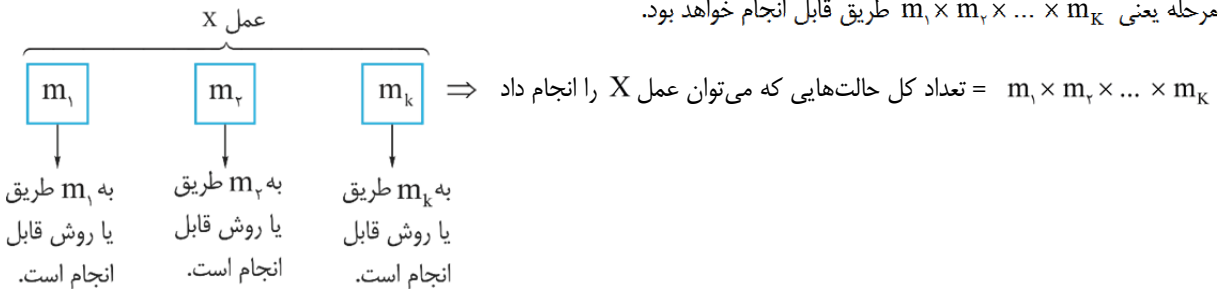 مرحله یعنی m۱ × m۲ × ... × mK طریق قابل انجام خواهد بود.
عمل X
m۱
m۲
mk
⇒ تعداد کل حالت‌هایی که می‌توان عمل X را انجام داد = m۱ × m۲ × ... × mK
به m۱ طریق
یا روش قابل
انجام است.
به m۲ طریق
یا روش قابل
انجام است.
به mk طریق
یا روش قابل
انجام است.